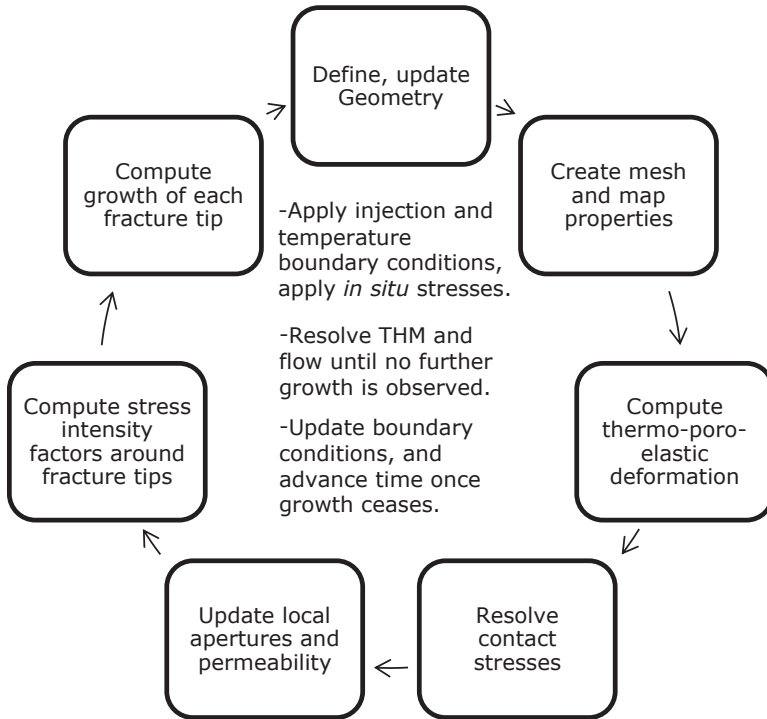 Define, update
Geometry
Create mesh
and map
properties
Compute
thermo-poro-
elastic
deformation
Resolve
contact
stresses
Update local
apertures and
permeability
Compute stress
intensity
factors around
fracture tips
Compute
growth of each
fracture tip
-Apply injection and
temperature
boundary conditions,
apply in situ stresses.
-Resolve THM and
flow until no further
growth is observed.
-Update boundary
conditions, and
advance time once
growth ceases.